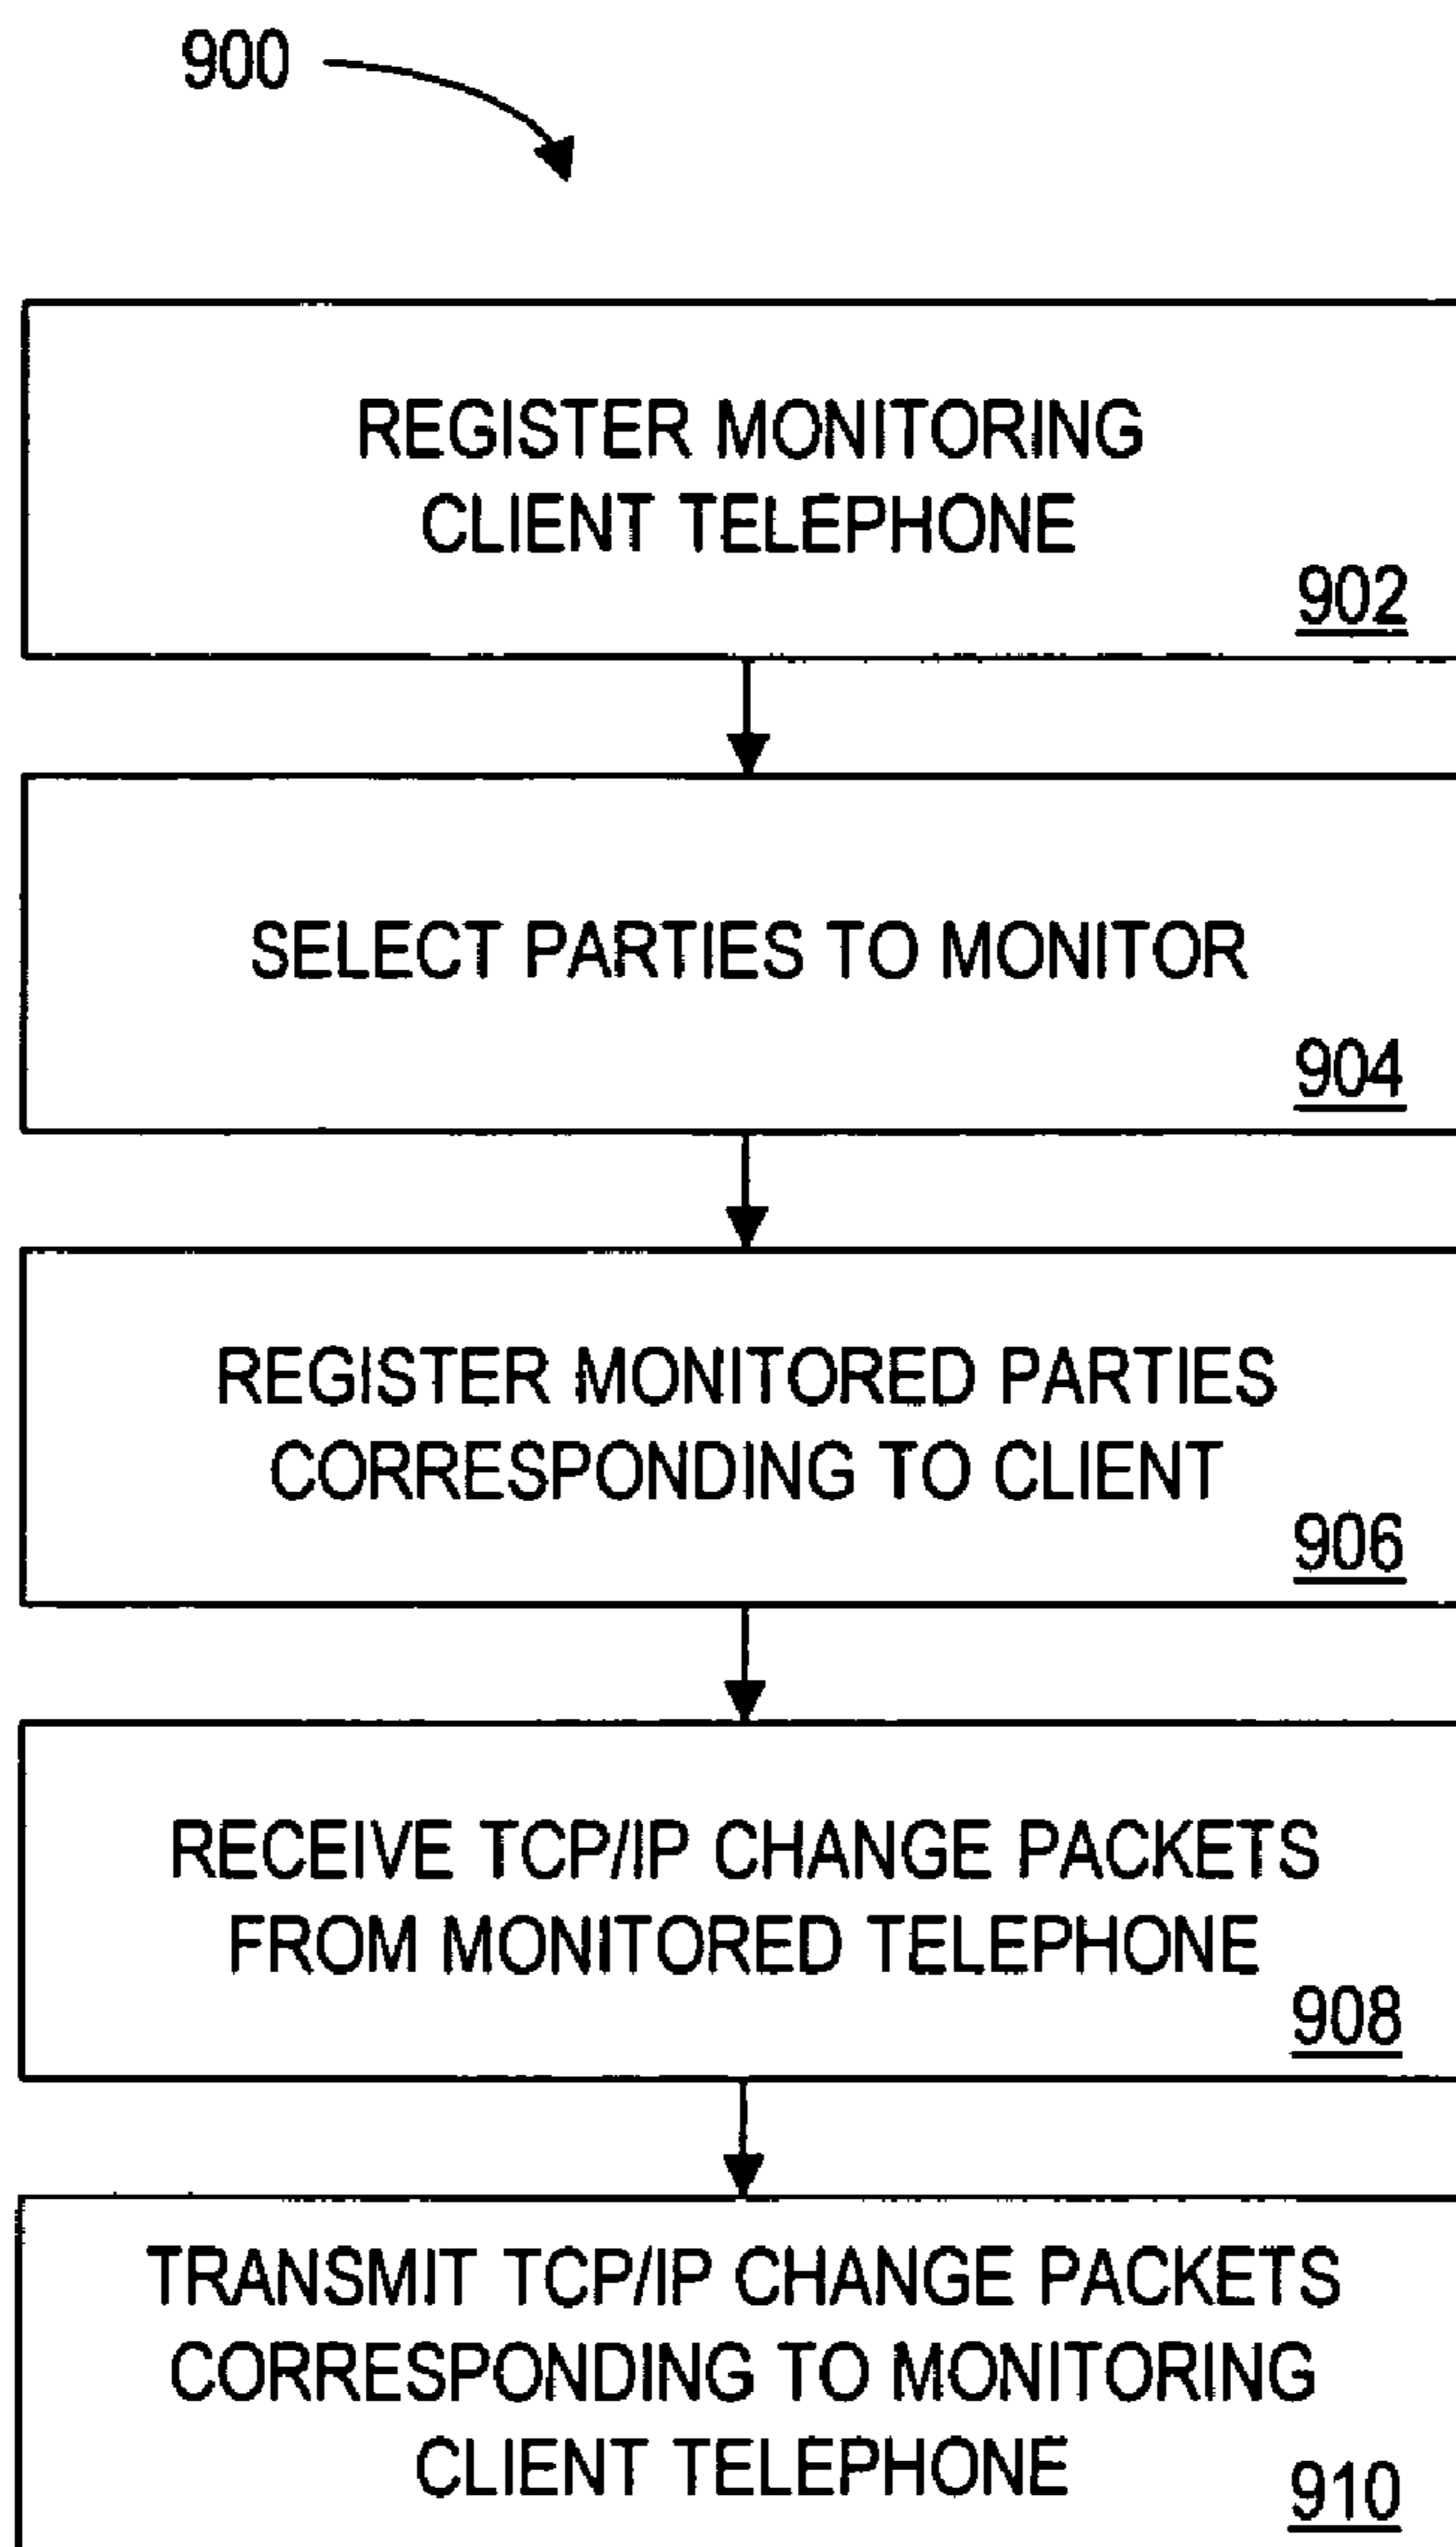 900
REGISTER MONITORING
CLIENT TELEPHONE
902
SELECT PARTIES TO MONITOR
904
REGISTER MONITORED PARTIES
CORRESPONDING TO CLIENT
906
RECEIVE TCP/IP CHANGE PACKETS
FROM MONITORED TELEPHONE
908
TRANSMIT TCP/IP CHANGE PACKETS
CORRESPONDING TO MONITORING
CLIENT TELEPHONE
910